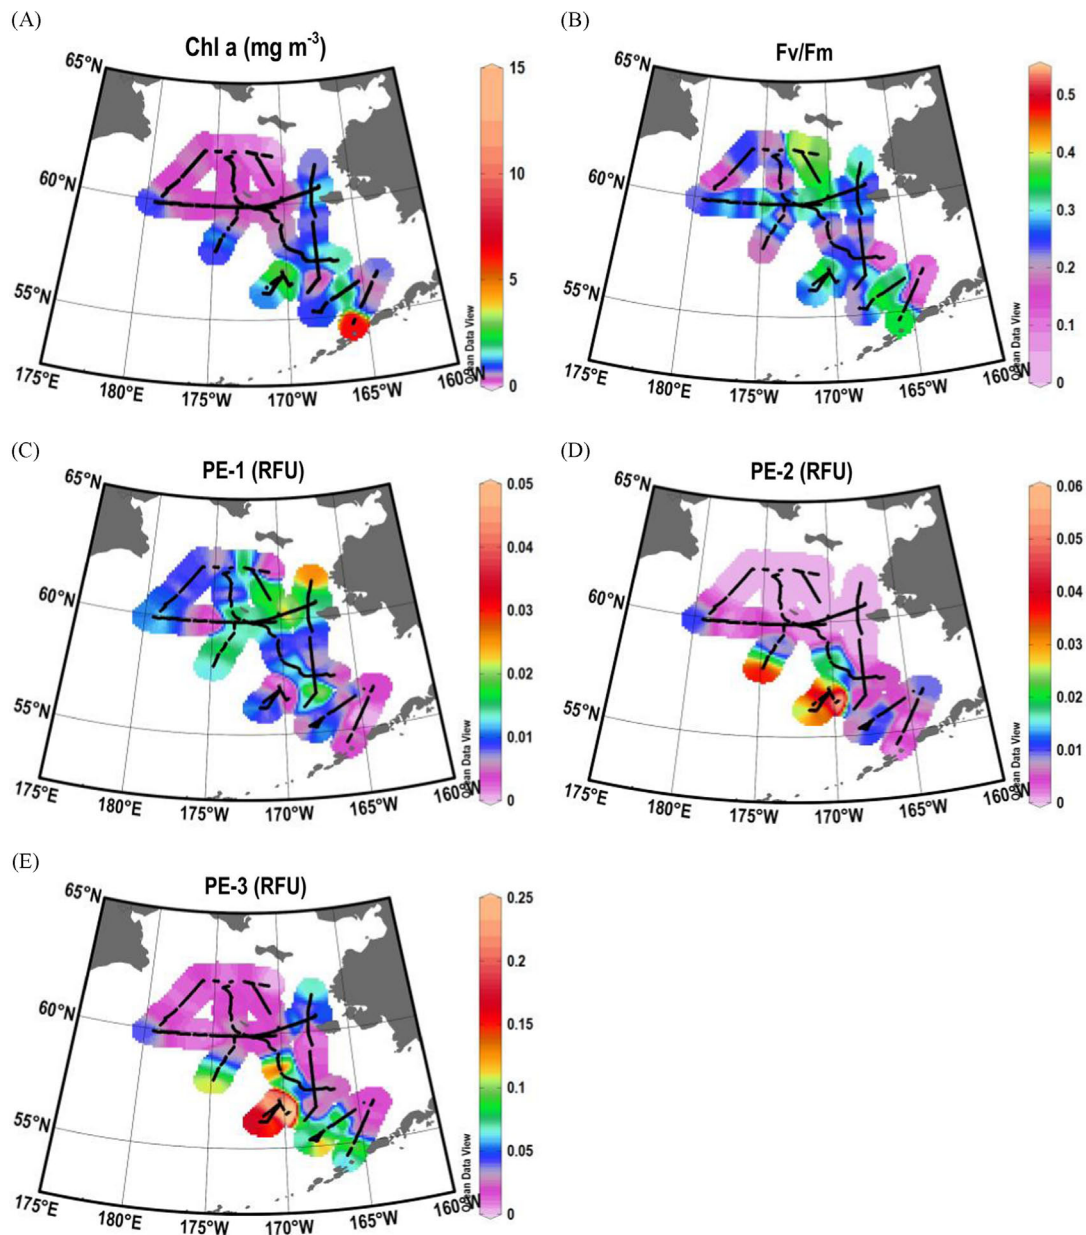 (A)
Chl a (mg m-3)
65°N
60°N
55°N
175°E
180°E
175°W
170°W
165°W
160°W
15
10
5
0
Ocean Data View
(B)
Fv/Fm
65°N
60°N
55°N
175°E
180°E
175°W
170°W
165°W
160°W
0.5
0.4
0.3
0.2
0.1
0
Ocean Data View
(C)
PE-1 (RFU)
65°N
60°N
55°N
175°E
180°E
175°W
170°W
165°W
160°W
0.05
0.04
0.03
0.02
0.01
0
Ocean Data View
(D)
PE-2 (RFU)
65°N
60°N
55°N
175°E
180°E
175°W
170°W
165°W
160°W
0.06
0.05
0.04
0.03
0.02
0.01
0
Ocean Data View
(E)
PE-3 (RFU)
65°N
60°N
55°N
175°E
180°E
175°W
170°W
165°W
160°W
0.25
0.2
0.15
0.1
0.05
0
Ocean Data View